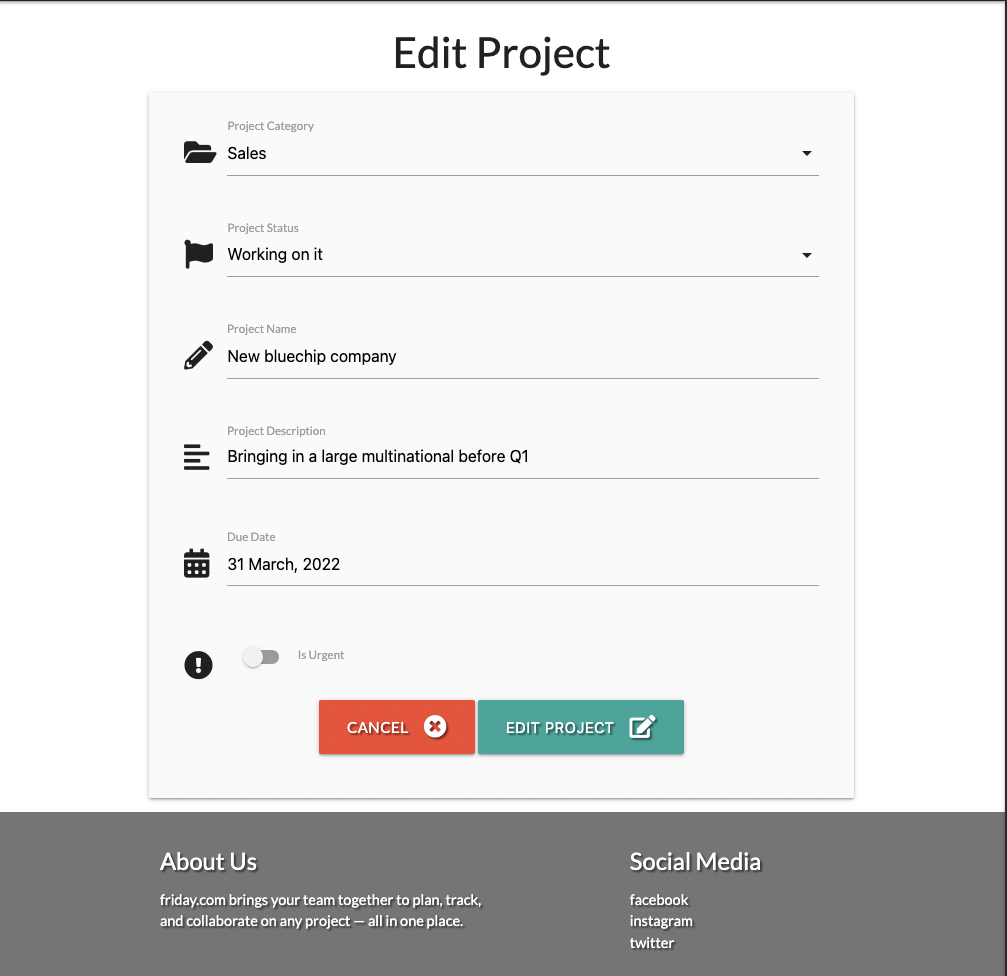 Edit Project
Project Category
Sales
Project Status
Working on it
Project Name
New bluechip company
Project Description
Bringing in a large multinational before Q1
Due Date
31 March, 2022
Is Urgent
CANCEL
EDIT PROJECT
About Us
friday.com brings your team together to plan, track,
and collaborate on any project — all in one place.
Social Media
facebook
instagram
twitter